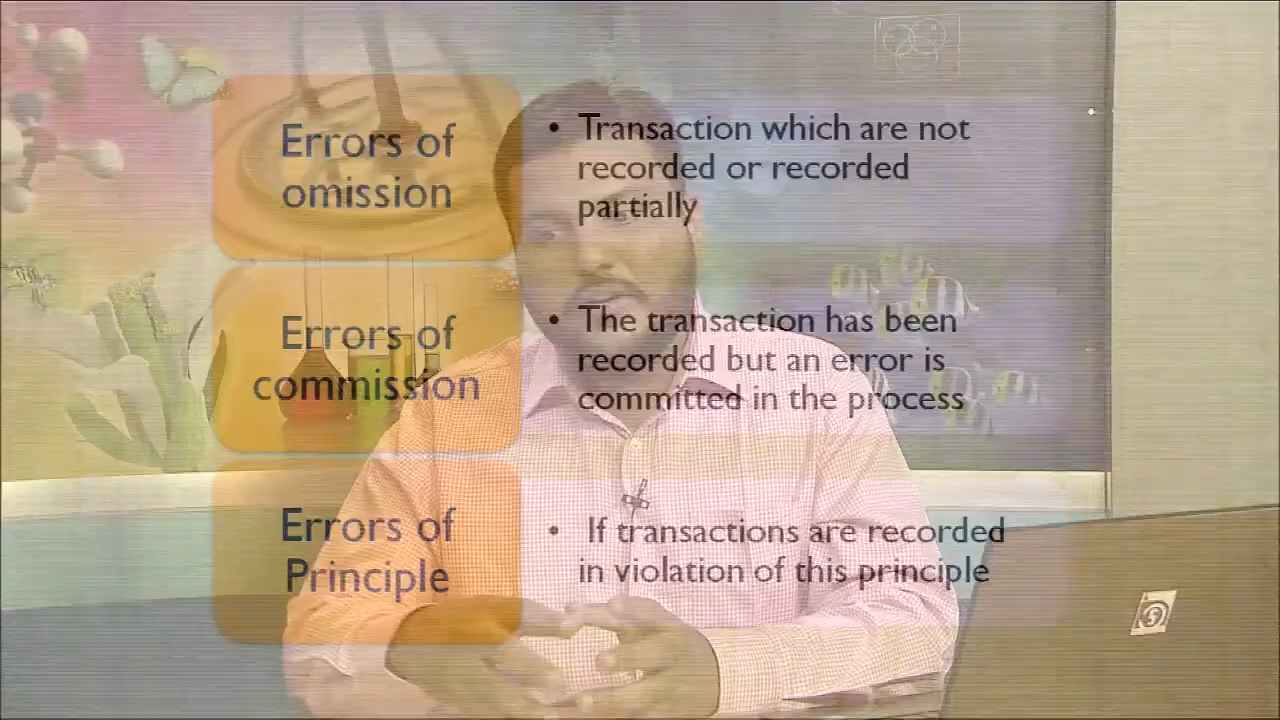 Errors of
omission
• Transaction which are not
recorded or recorded
partially
Errors of
commission
• The transaction has been
recorded but an error is
committed in the process
Errors of
Principle
• If transactions are recorded
in violation of this principle